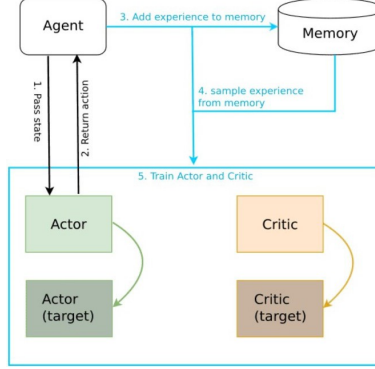 Agent
3. Add experience to memory
Memory
1. Pass state
2. Return action
4. sample experience
from memory
5. Train Actor and Critic
Actor
Critic
Actor
(target)
Critic
(target)